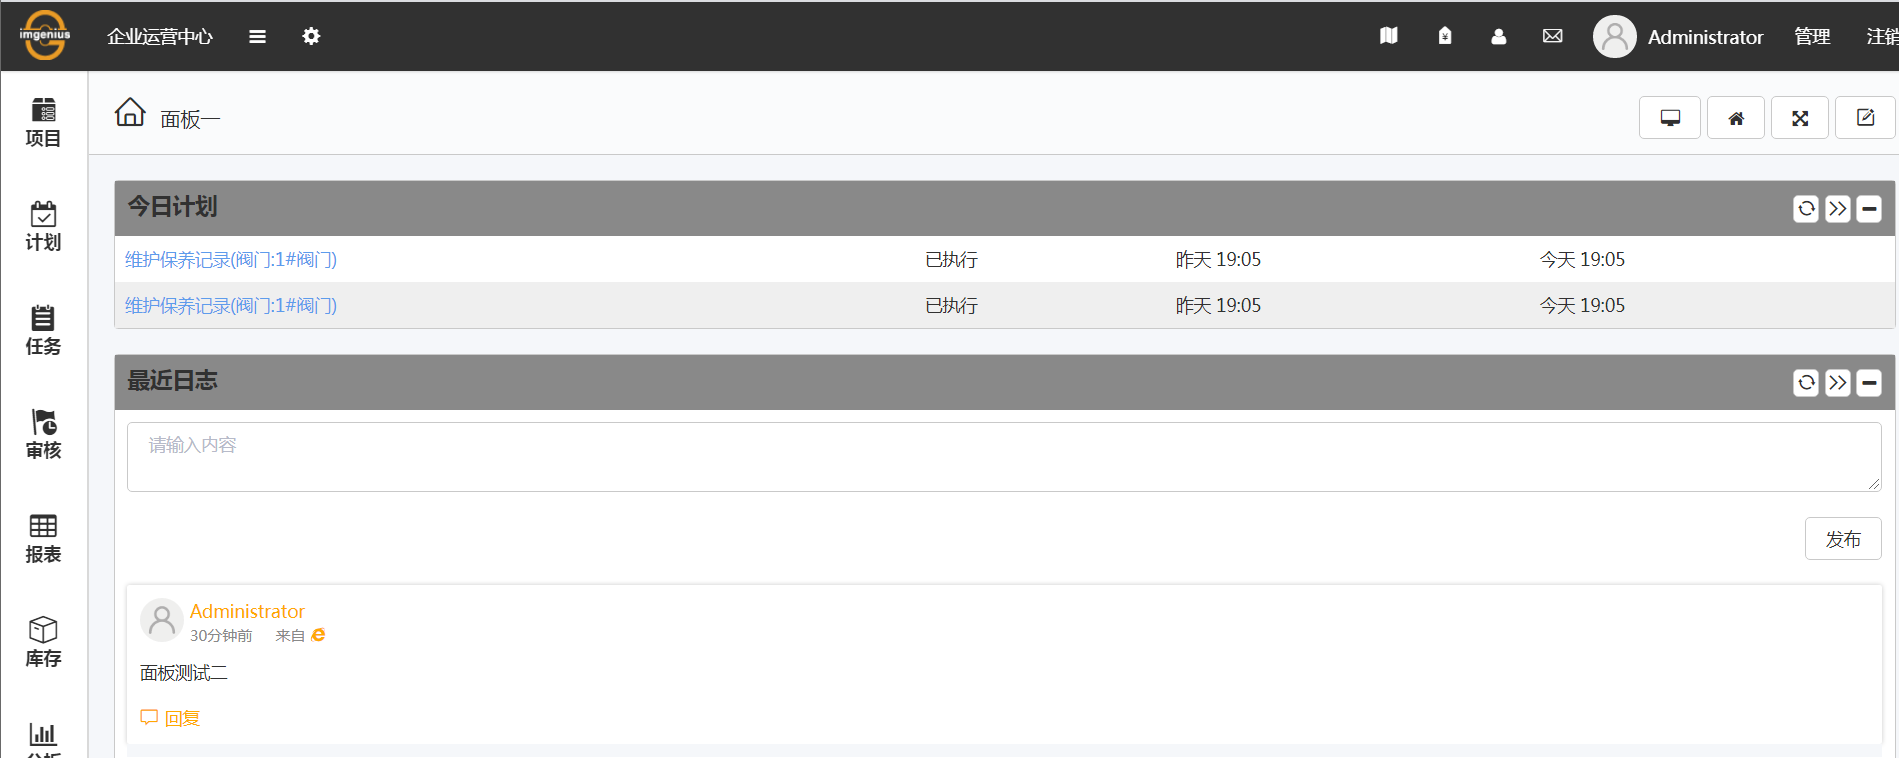 imgenius
企业运营中心
Administrator
管理
注销
项目
计划
任务
审核
报表
库存
分析
面板一
今日计划
维护保养记录(阀门:1#阀门) 已执行 昨天 19:05 今天 19:05
维护保养记录(阀门:1#阀门) 已执行 昨天 19:05 今天 19:05
最近日志
请输入内容
发布
Administrator
30分钟前 来自
面板测试二
回复